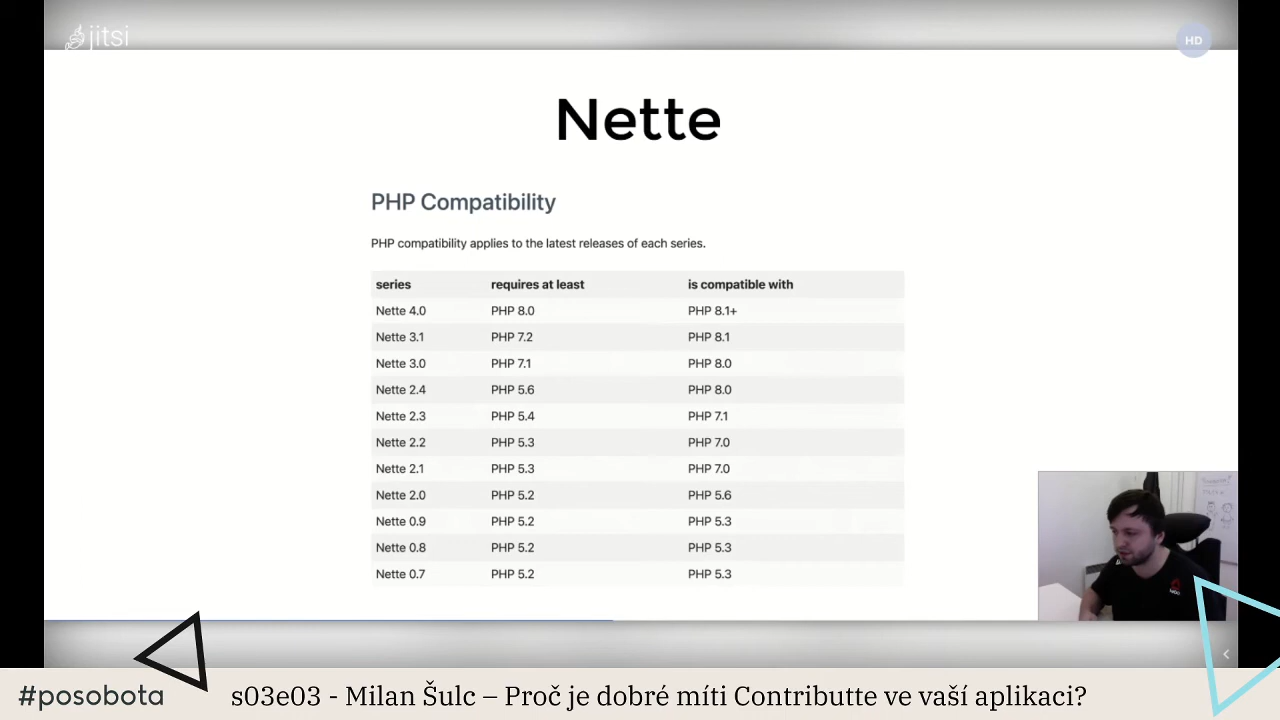 jitsi
HD
Nette
PHP Compatibility
PHP compatibility applies to the latest releases of each series.
series requires at least is compatible with
Nette 4.0 PHP 8.0 PHP 8.1+
Nette 3.1 PHP 7.2 PHP 8.1
Nette 3.0 PHP 7.1 PHP 8.0
Nette 2.4 PHP 5.6 PHP 8.0
Nette 2.3 PHP 5.4 PHP 7.1
Nette 2.2 PHP 5.3 PHP 7.0
Nette 2.1 PHP 5.3 PHP 7.0
Nette 2.0 PHP 5.2 PHP 5.6
Nette 0.9 PHP 5.2 PHP 5.3
Nette 0.8 PHP 5.2 PHP 5.3
Nette 0.7 PHP 5.2 PHP 5.3
#posobota s03e03 - Milan Šulc – Proč je dobré míti Contributte ve vaší aplikaci?